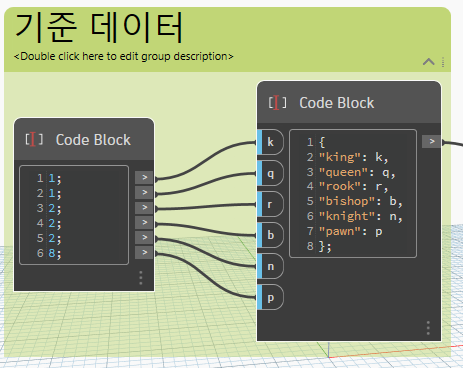 기준 데이터
<Double click here to edit group description>
Code Block
1 1;
2 1;
3 2;
4 2;
5 2;
6 8;
>
>
>
>
>
>
Code Block
k
q
r
b
n
p
1 {
2 "king": k,
3 "queen": q,
4 "rook": r,
5 "bishop": b,
6 "knight": n,
7 "pawn": p
8 };
>